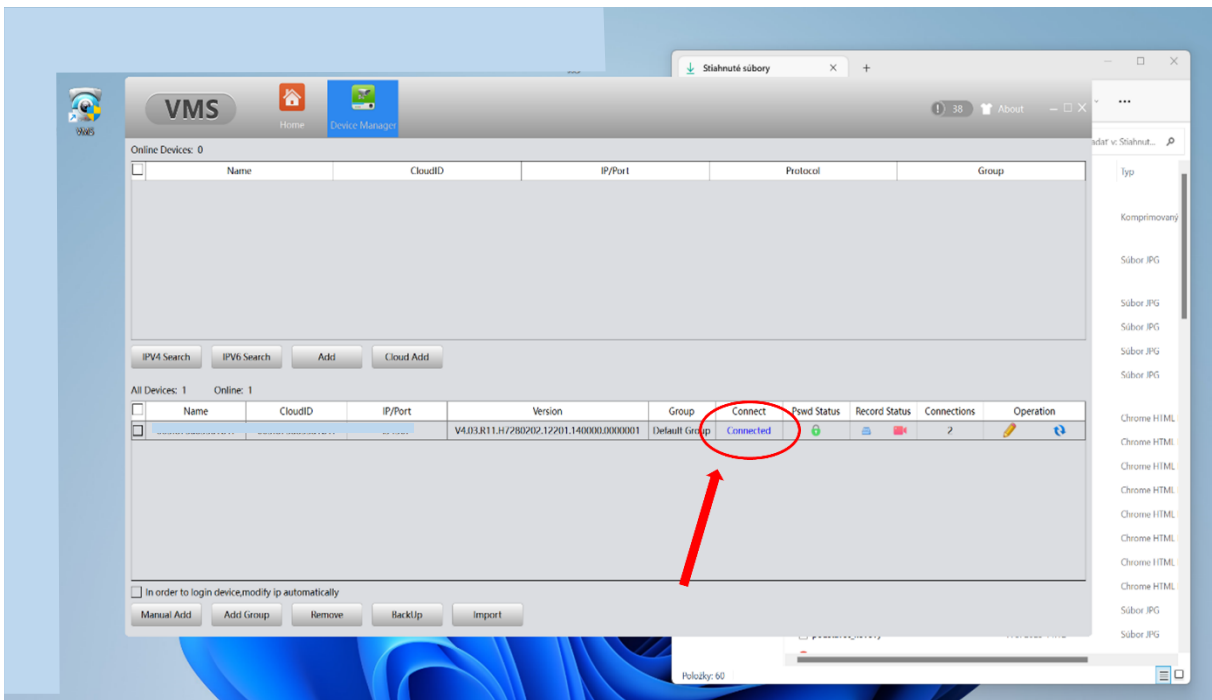 Stiahnuté súbory
VMS
VMS
Home
Device Manager
38
About
adať v: Stiahnut...
Online Devices: 0
Name CloudID IP/Port Protocol Group
Typ
Komprimovaný
Súbor JPG
Súbor JPG
Súbor JPG
Súbor JPG
Súbor JPG
IPV4 Search IPV6 Search Add Cloud Add
All Devices: 1 Online: 1
Name CloudID IP/Port Version Group Connect Pswd Status Record Status Connections Operation
V4.03.R11.H7280202.12201.140000.0000001 Default Group Connected 2
Chrome HTML
Chrome HTML
Chrome HTML
Chrome HTML
Chrome HTML
Chrome HTML
Chrome HTML
Chrome HTML
In order to login device,modify ip automatically
Manual Add Add Group Remove BackUp Import
Súbor JPG
Súbor JPG
Položky: 60